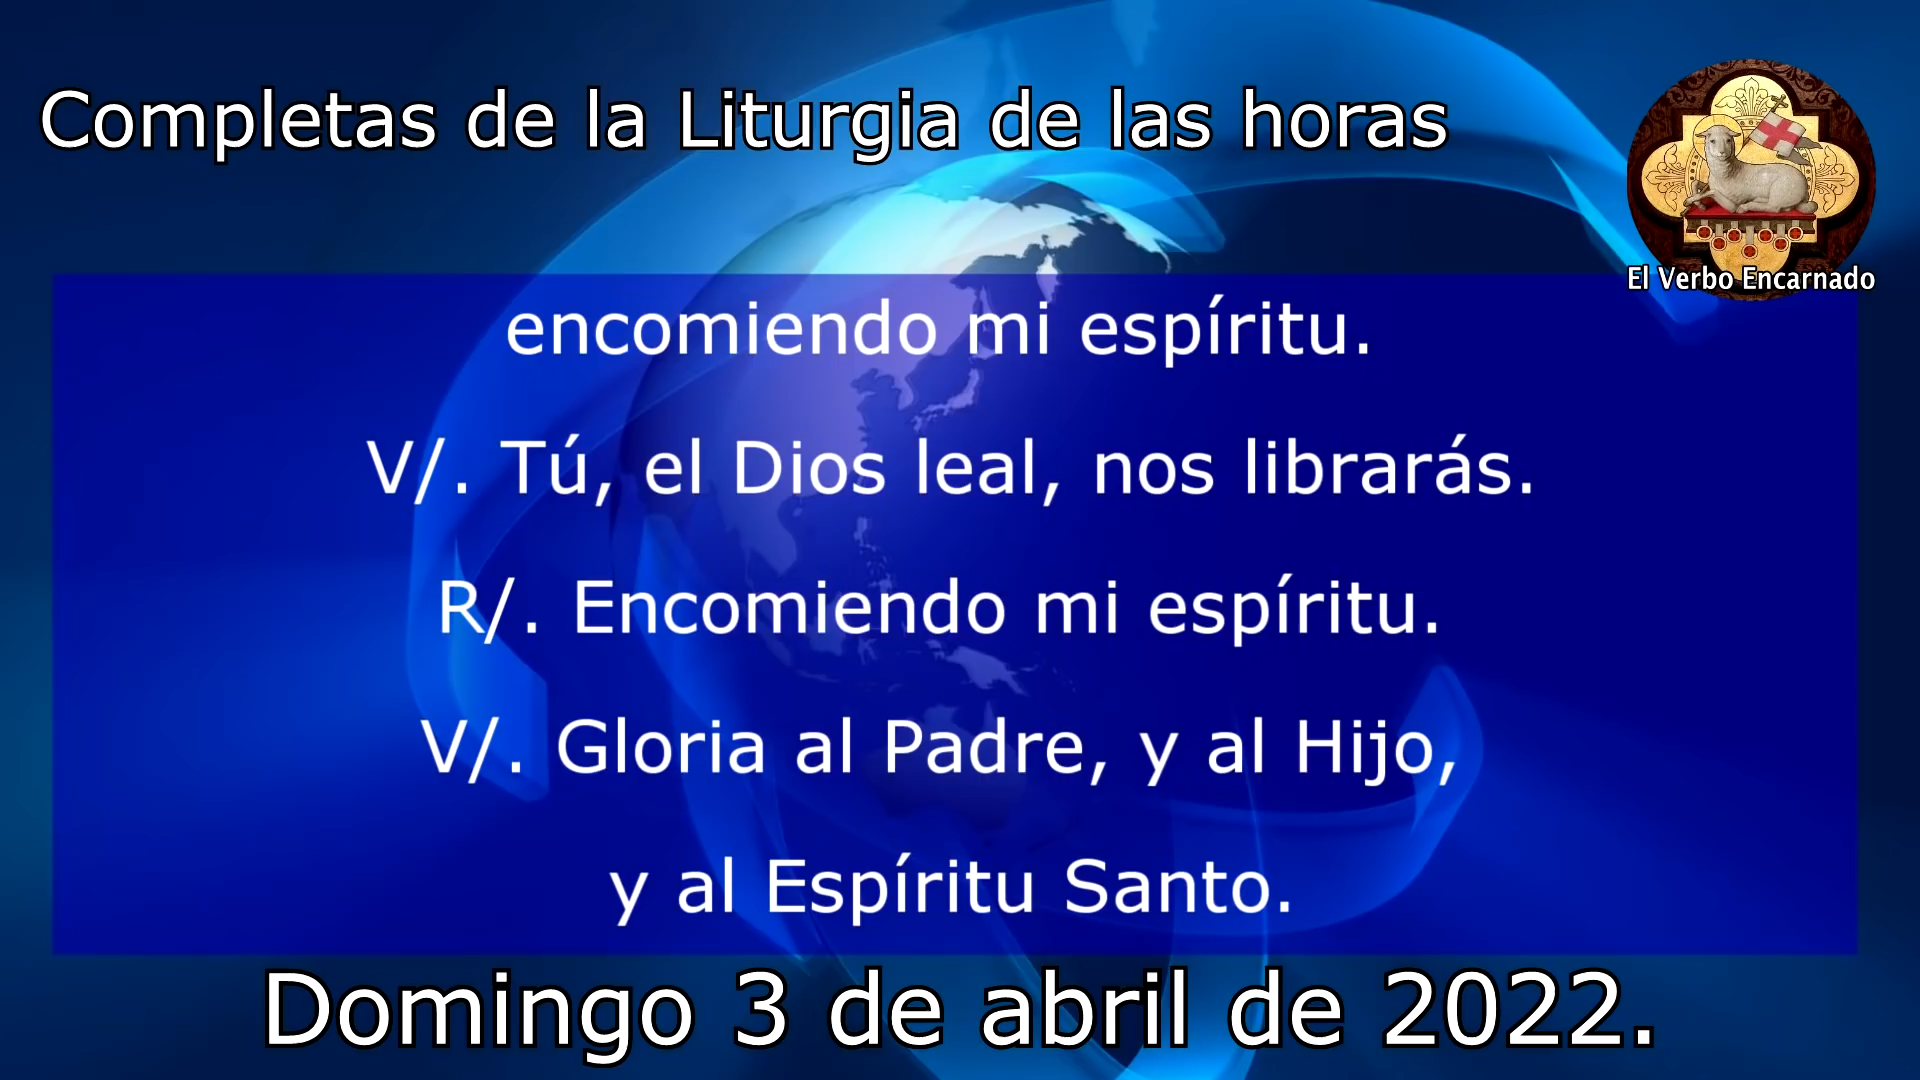 Completas de la Liturgia de las horas
El Verbo Encarnado
encomiendo mi espíritu.
V/. Tú, el Dios leal, nos librarás.
R/. Encomiendo mi espíritu.
V/. Gloria al Padre, y al Hijo,
y al Espíritu Santo.
Domingo 3 de abril de 2022.